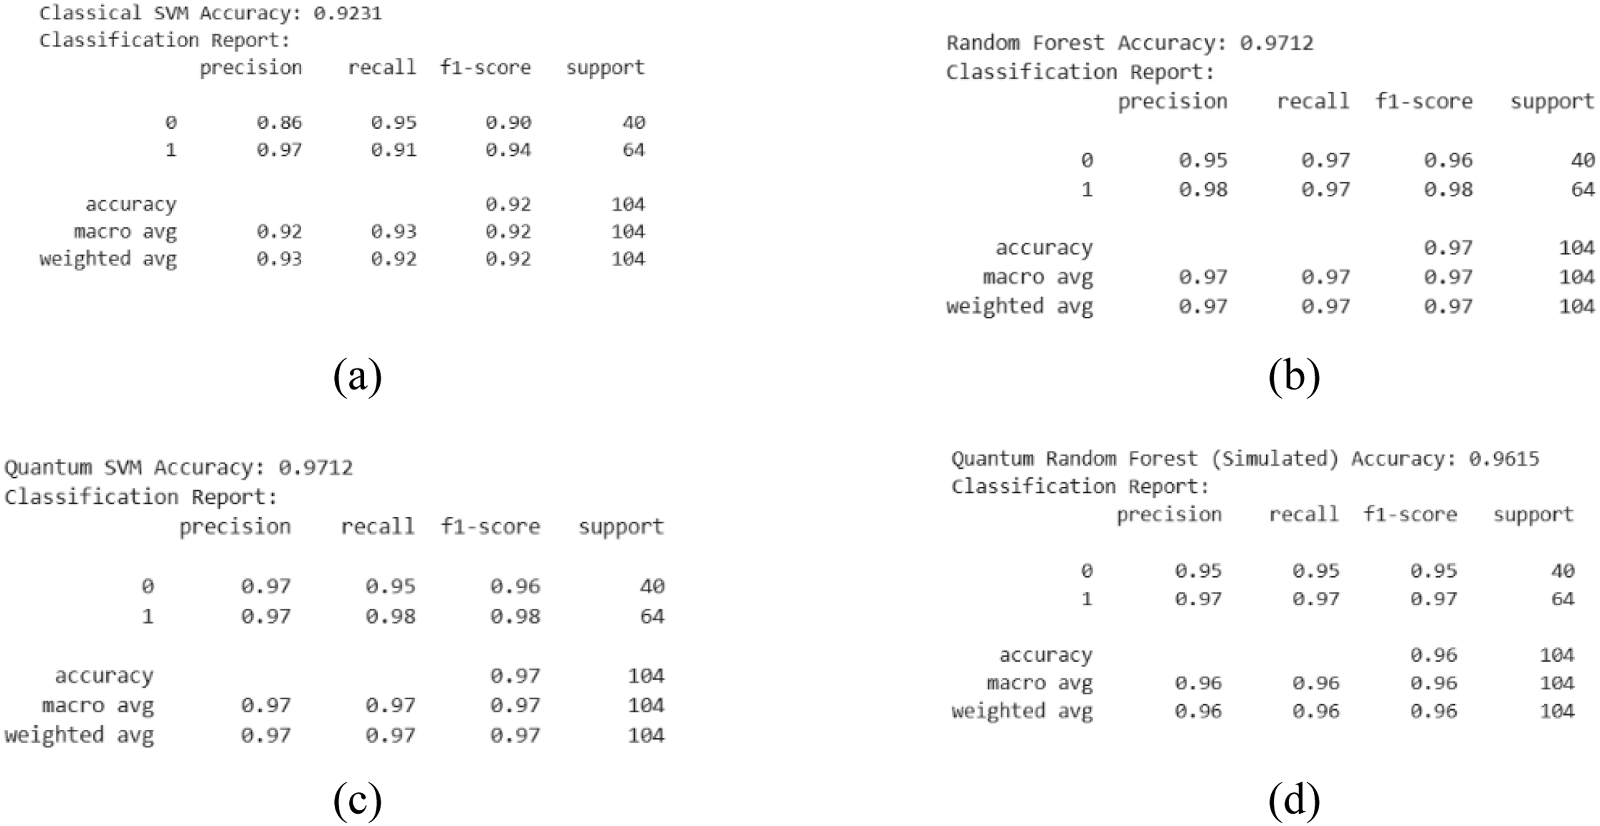 Classical SVM Accuracy: 0.9231
Classification Report:
precision recall f1-score support
0 0.86 0.95 0.90 40
1 0.97 0.91 0.94 64
accuracy 0.92 104
macro avg 0.92 0.93 0.92 104
weighted avg 0.93 0.92 0.92 104
(a)
Random Forest Accuracy: 0.9712
Classification Report:
precision recall f1-score support
0 0.95 0.97 0.96 40
1 0.98 0.97 0.98 64
accuracy 0.97 104
macro avg 0.97 0.97 0.97 104
weighted avg 0.97 0.97 0.97 104
(b)
Quantum SVM Accuracy: 0.9712
Classification Report:
precision recall f1-score support
0 0.97 0.95 0.96 40
1 0.97 0.98 0.98 64
accuracy 0.97 104
macro avg 0.97 0.97 0.97 104
weighted avg 0.97 0.97 0.97 104
(c)
Quantum Random Forest (Simulated) Accuracy: 0.9615
Classification Report:
precision recall f1-score support
0 0.95 0.95 0.95 40
1 0.97 0.97 0.97 64
accuracy 0.96 104
macro avg 0.96 0.96 0.96 104
weighted avg 0.96 0.96 0.96 104
(d)